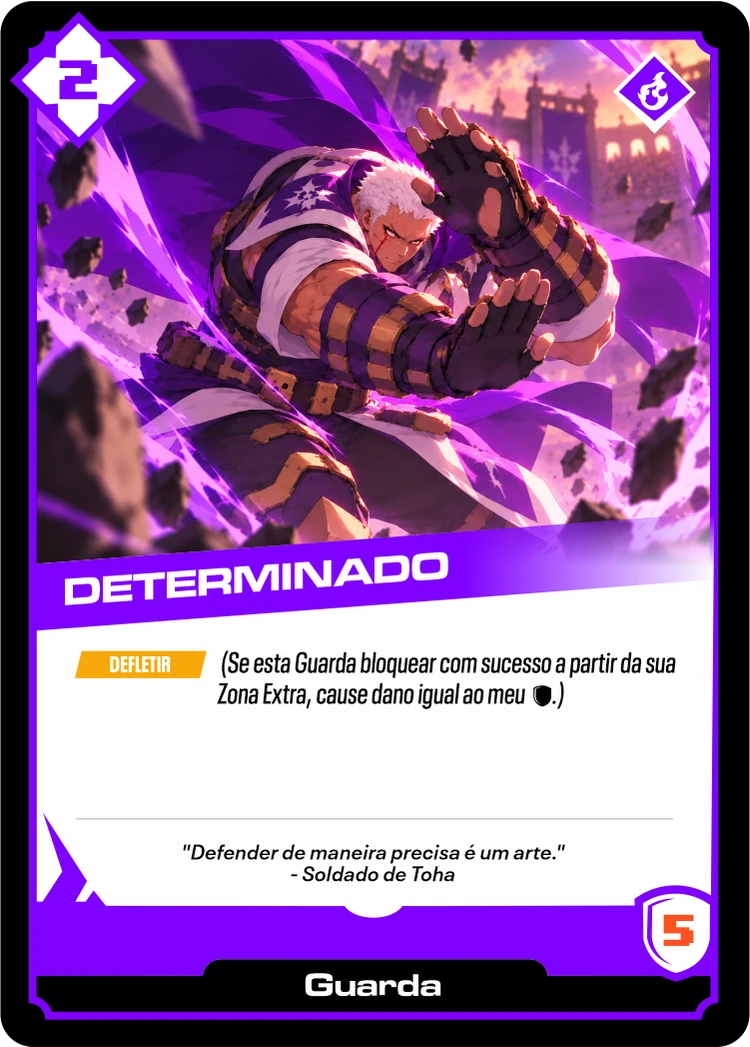 2
DETERMINADO
DEFLETIR (Se esta Guarda bloquear com sucesso a partir da sua
Zona Extra, cause dano igual ao meu .)
"Defender de maneira precisa é um arte."
- Soldado de Toha
5
Guarda